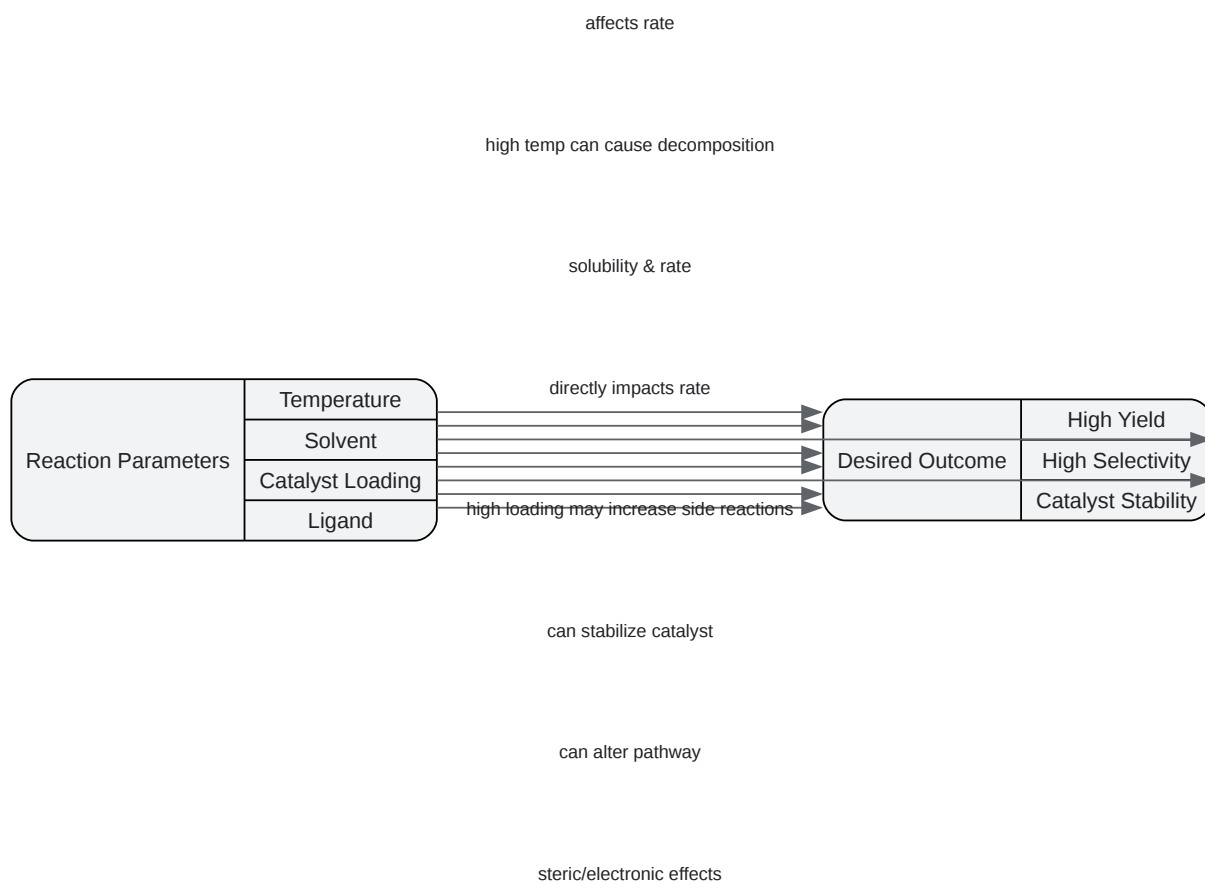 affects rate
high temp can cause decomposition
solubility & rate
directly impacts rate
Reaction Parameters
Temperature
Solvent
Catalyst Loading
Ligand
high loading may increase side reactions
Desired Outcome
High Yield
High Selectivity
Catalyst Stability
can stabilize catalyst
can alter pathway
steric/electronic effects